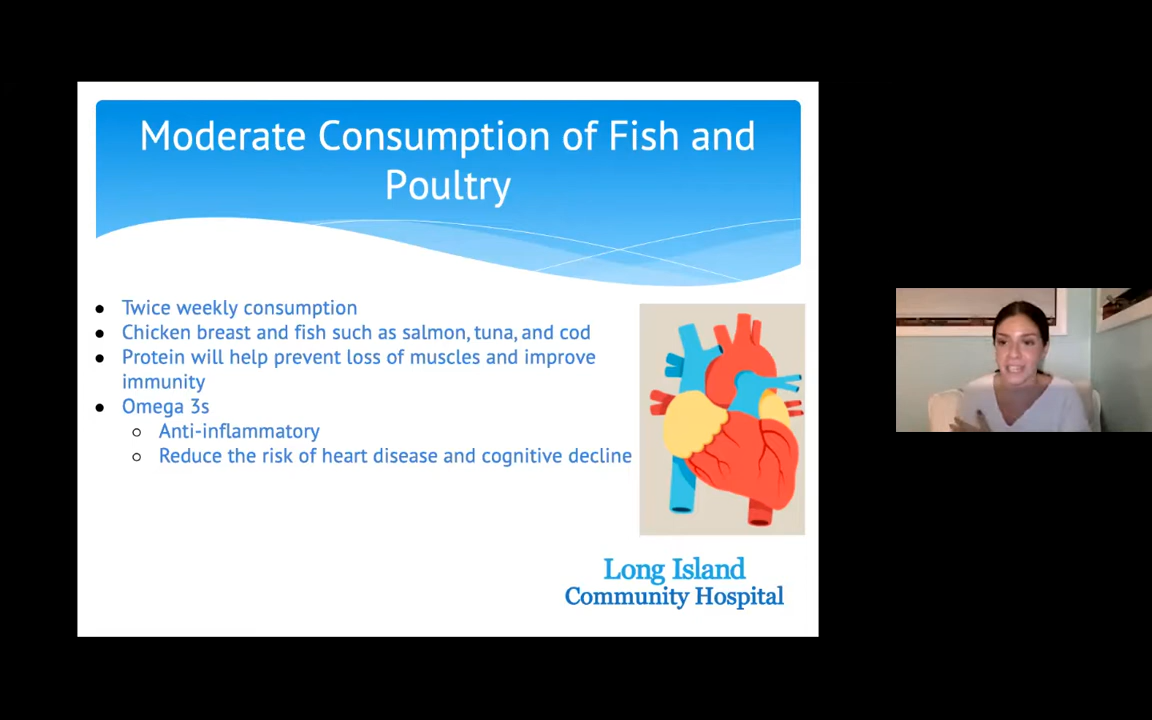 Moderate Consumption of Fish and
Poultry
Twice weekly consumption
Chicken breast and fish such as salmon, tuna, and cod
Protein will help prevent loss of muscles and improve
immunity
Omega 3s
Anti-inflammatory
Reduce the risk of heart disease and cognitive decline
Long Island
Community Hospital